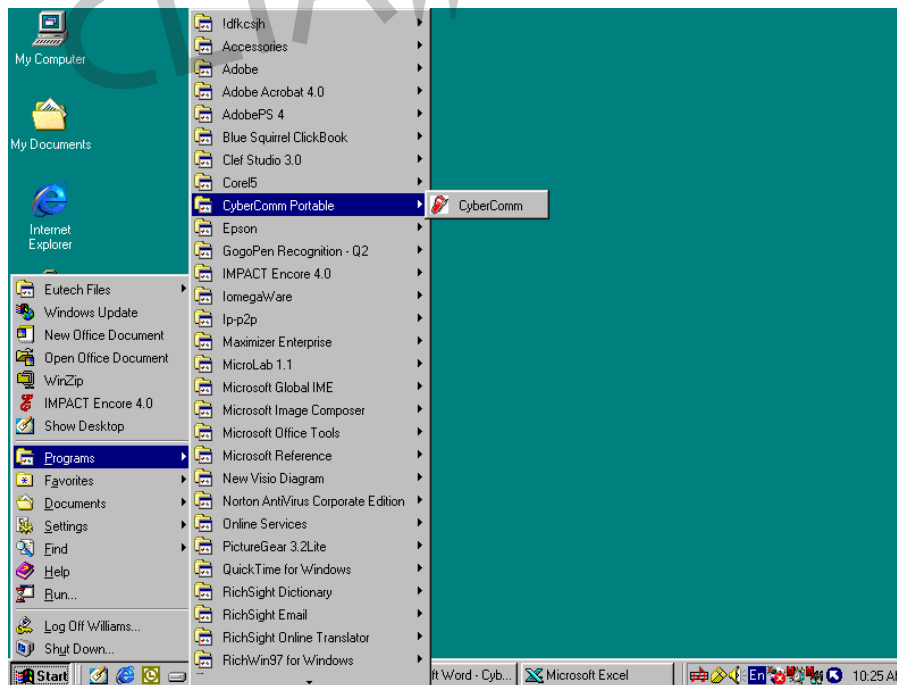 My Computer
My Documents
Internet
Explorer
Eutech Files
Windows Update
New Office Document
Open Office Document
WinZip
IMPACT Encore 4.0
Show Desktop
Programs
Favorites
Documents
Settings
Find
Help
Run...
Log Off Williams...
Shut Down...
!dfkcsjh
Accessories
Adobe
Adobe Acrobat 4.0
AdobePS 4
Blue Squirrel ClickBook
Clef Studio 3.0
Corel5
CyberComm Portable
Epson
GogoPen Recognition - Q2
IMPACT Encore 4.0
IomegaWare
Ip-p2p
Maximizer Enterprise
MicroLab 1.1
Microsoft Global IME
Microsoft Image Composer
Microsoft Office Tools
Microsoft Reference
New Visio Diagram
Norton AntiVirus Corporate Edition
Online Services
PictureGear 3.2Lite
QuickTime for Windows
RichSight Dictionary
RichSight Email
RichSight Online Translator
RichWin97 for Windows
CyberComm
Start
ft Word - Cyb...
Microsoft Excel
En
10:25 AM